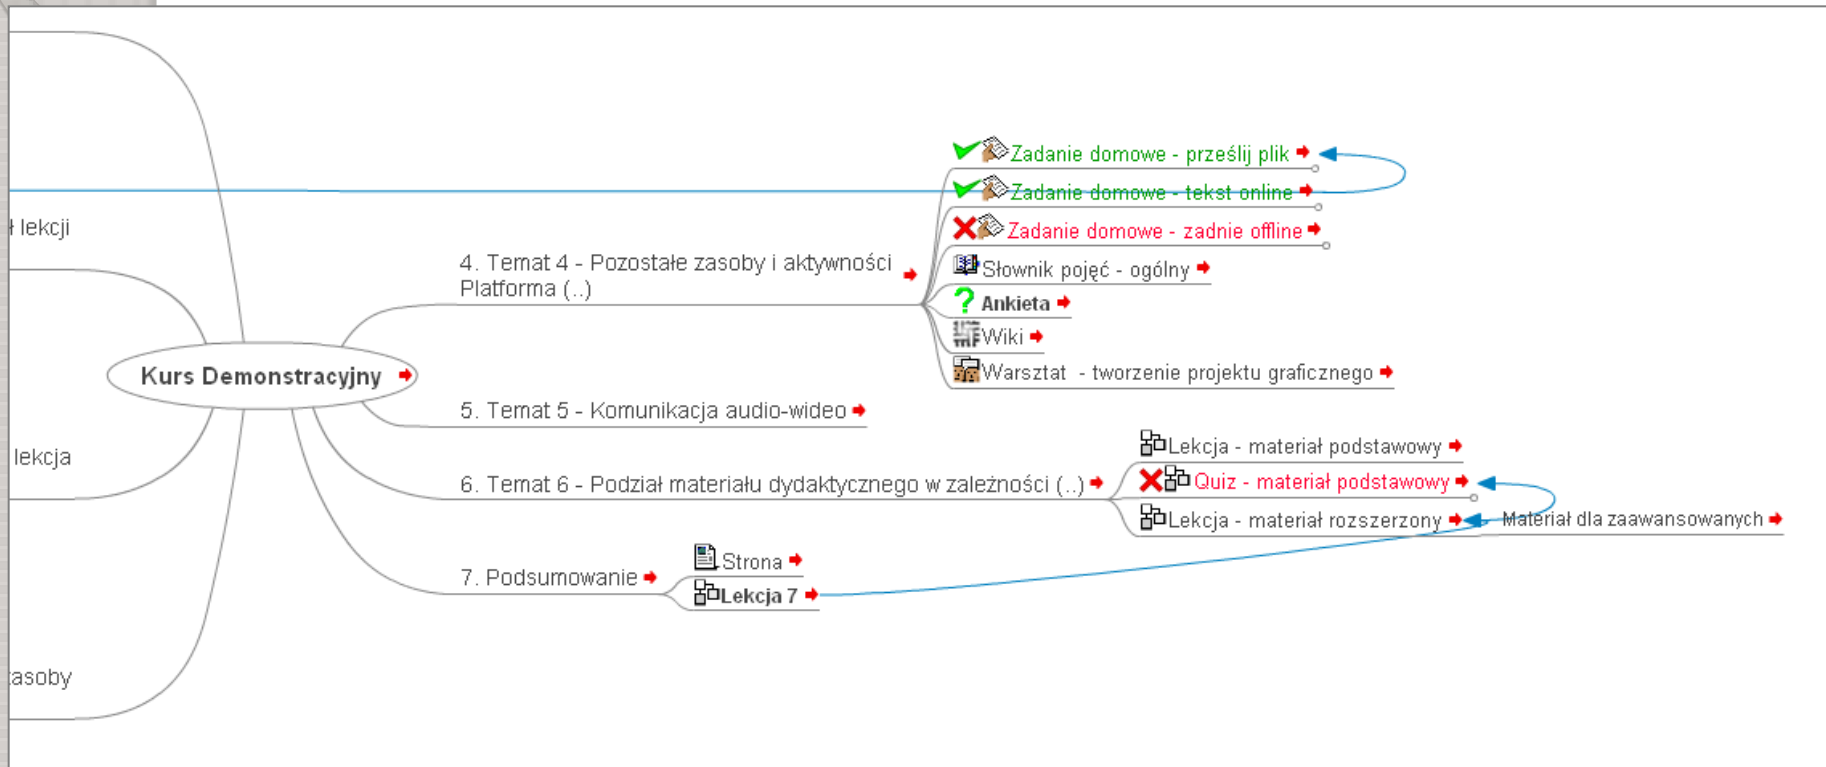 lekcji
lekcja
zasoby
Kurs Demonstracyjny
4. Temat 4 - Pozostałe zasoby i aktywności
Platforma (..)
Zadanie domowe - prześlij plik
Zadanie domowe - tekst online
Zadanie domowe - zadnie offline
Słownik pojęć - ogólny
Ankieta
Wiki
Warsztat - tworzenie projektu graficznego
5. Temat 5 - Komunikacja audio-wideo
6. Temat 6 - Podział materiału dydaktycznego w zależności (..)
Lekcja - materiał podstawowy
Quiz - materiał podstawowy
Lekcja - materiał rozszerzony
Materiał dla zaawansowanych
7. Podsumowanie
Strona
Lekcja 7